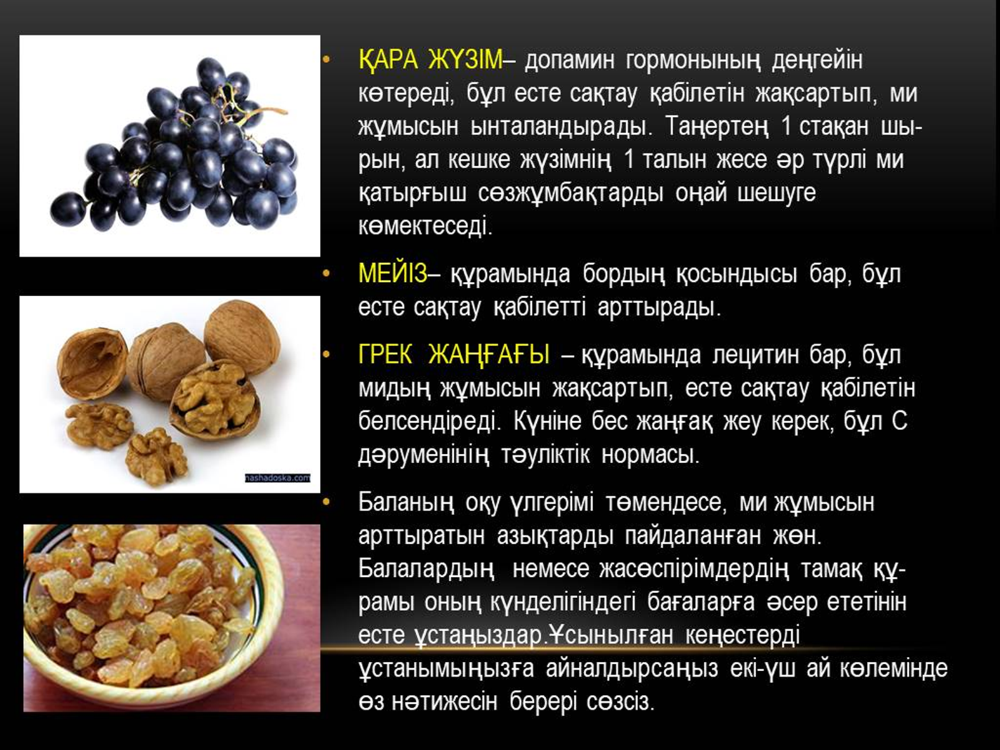 • ҚАРА ЖҮЗІМ– допамин гормонының деңгейін
көтереді, бұл есте сақтау қабілетін жақсартып, ми
жұмысын ынталандырады. Таңертең 1 стақан шы-
рын, ал кешке жүзімнің 1 талын жесе әр түрлі ми
қатырғыш сөзжұмбақтарды оңай шешуге
көмектеседі.
• МЕЙІЗ– құрамында бордың қосындысы бар, бұл
есте сақтау қабілетті арттырады.
• ГРЕК ЖАҢҒАҒЫ – құрамында лецитин бар, бұл
мидың жұмысын жақсартып, есте сақтау қабілетін
белсендіреді. Күніне бес жаңғақ жеу керек, бұл С
дәруменінің тәуліктік нормасы.
• Баланың оқу үлгерімі төмендесе, ми жұмысын
арттыратын азықтарды пайдаланған жөн.
Балалардың немесе жасөспірімдердің тамақ құ-
рамы оның күнделігіндегі бағаларға әсер ететінін
есте ұстаңыздар.Ұсынылған кеңестерді
ұстанымыңызға айналдырсаңыз екі-үш ай көлемінде
өз нәтижесін берері сөзсіз.
nashadoska.com